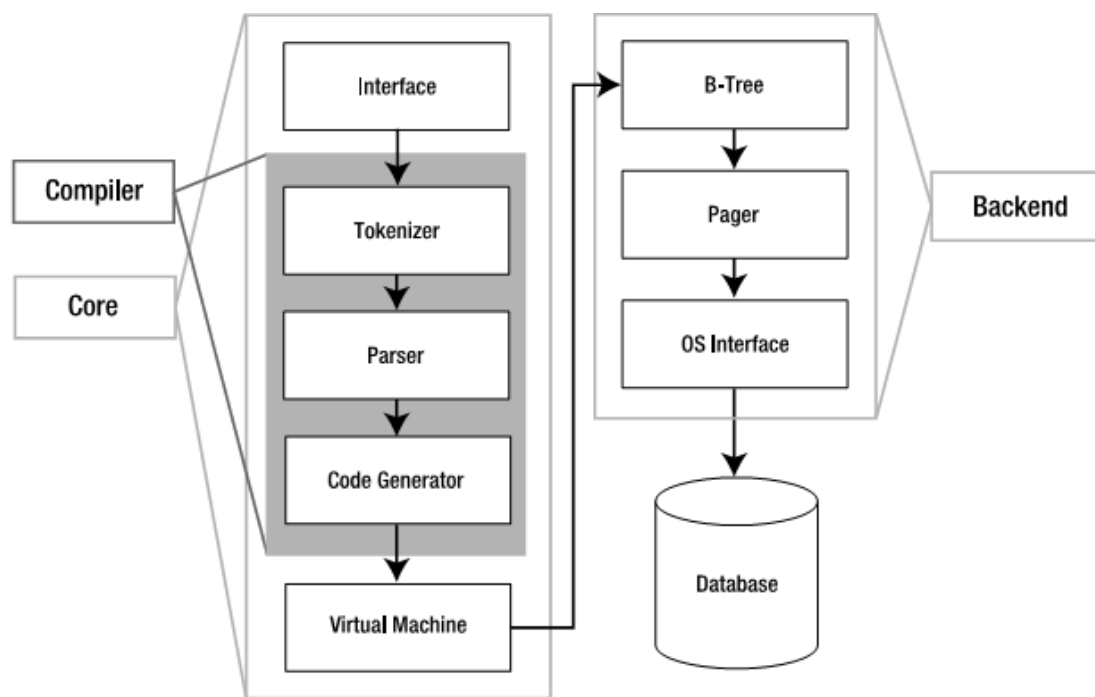 Interface
Compiler
Tokenizer
Core
Parser
Code Generator
Virtual Machine
B-Tree
Pager
Backend
OS Interface
Database